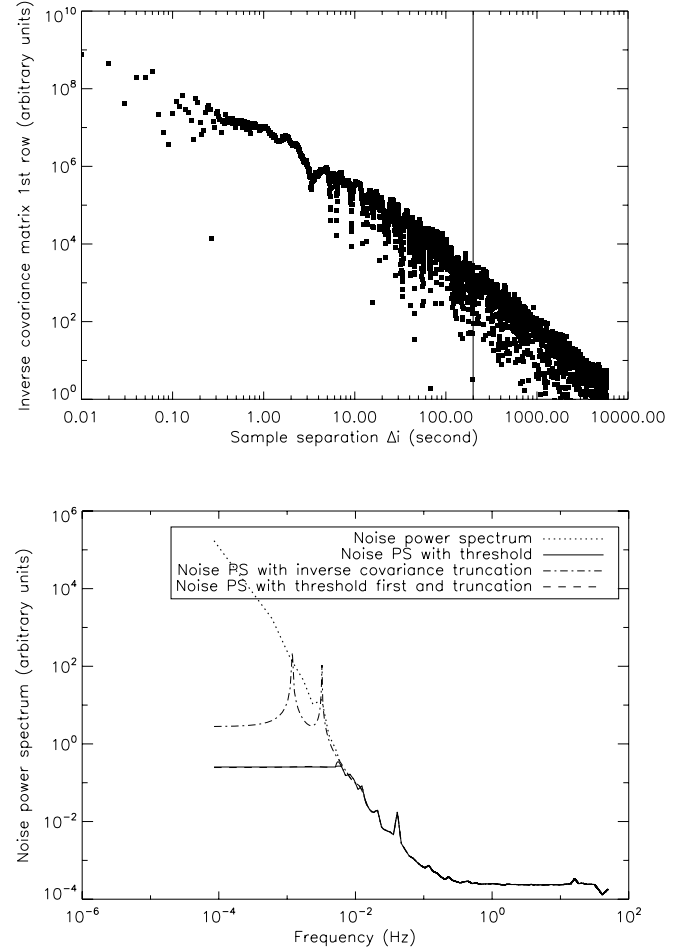 Inverse covariance matrix 1st row (arbitrary units)
10^10
10^8
10^6
10^4
10^2
10^0
0.01 0.10 1.00 10.00 100.00 1000.00 10000.00
Sample separation Δi (second)
Noise power spectrum (arbitrary units)
10^6
10^4
10^2
10^0
10^-2
10^-4
Noise power spectrum
Noise PS with threshold
Noise PS with inverse covariance truncation
Noise PS with threshold first and truncation
10^-6 10^-4 10^-2 10^0 10^2
Frequency (Hz)